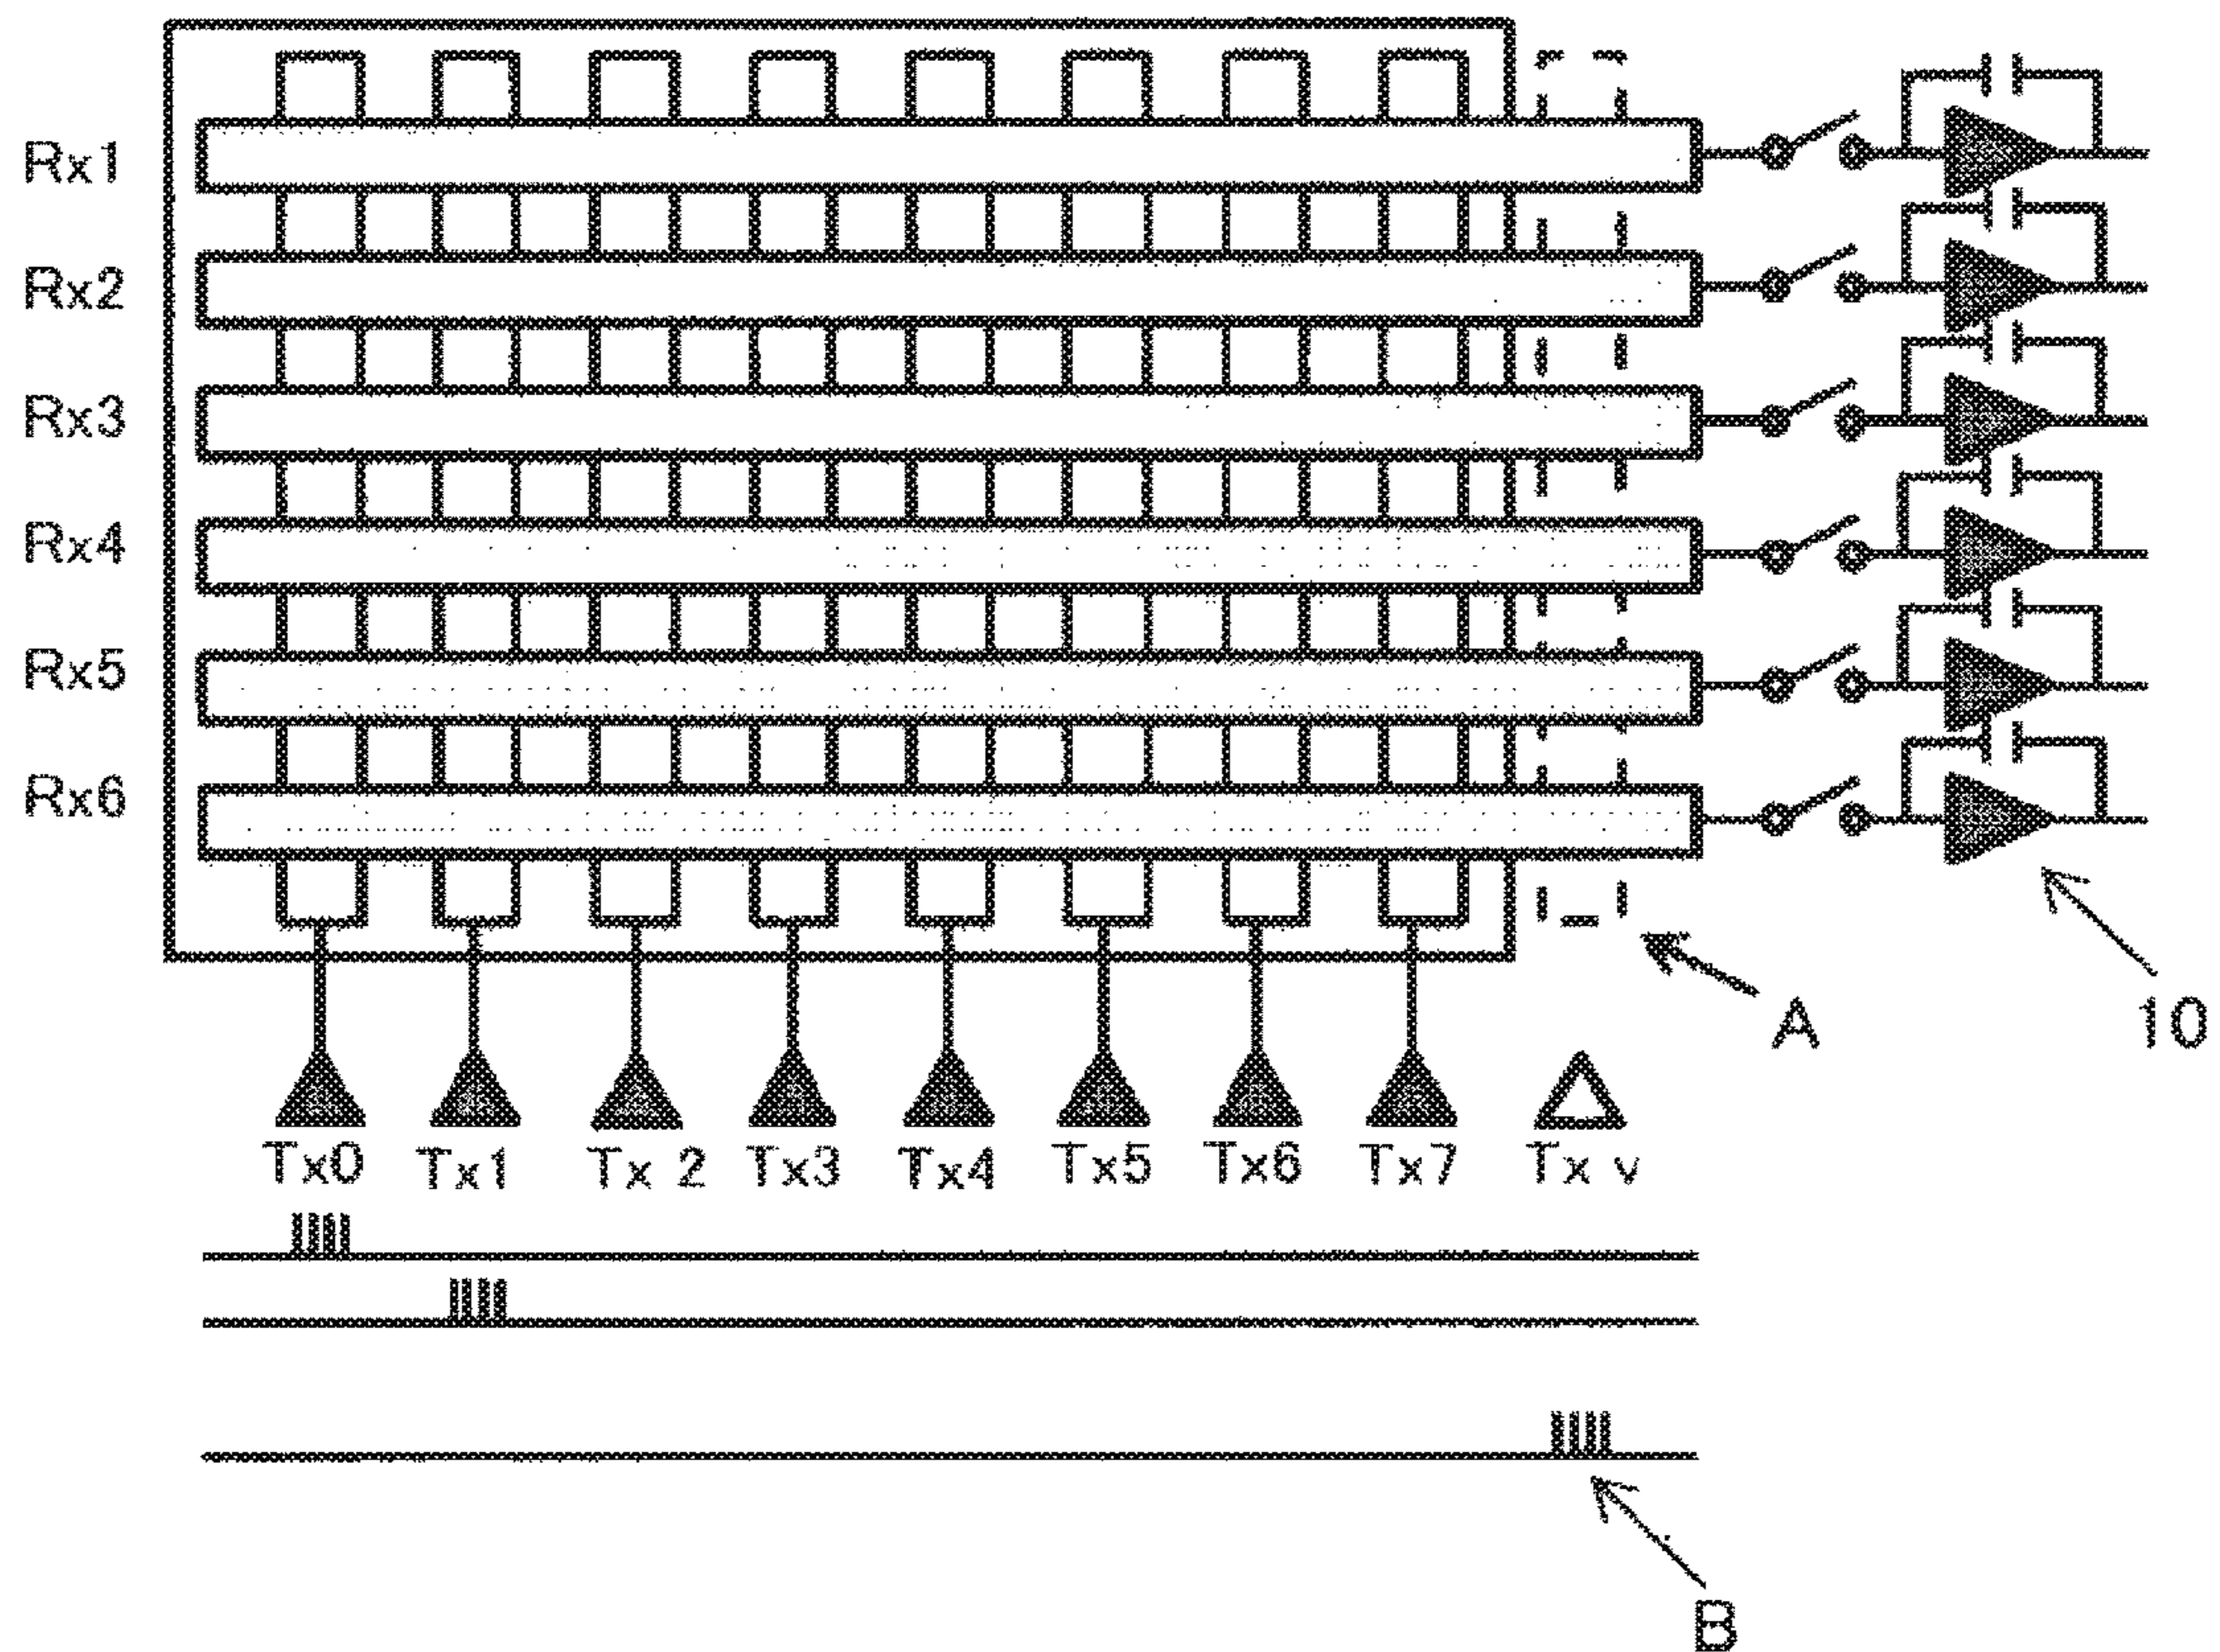 Rx1
Rx2
Rx3
Rx4
Rx5
Rx6
A
10
Tx0 Tx1 Tx 2 Tx3 Tx4 Tx5 Tx6 Tx7 Tx v
B